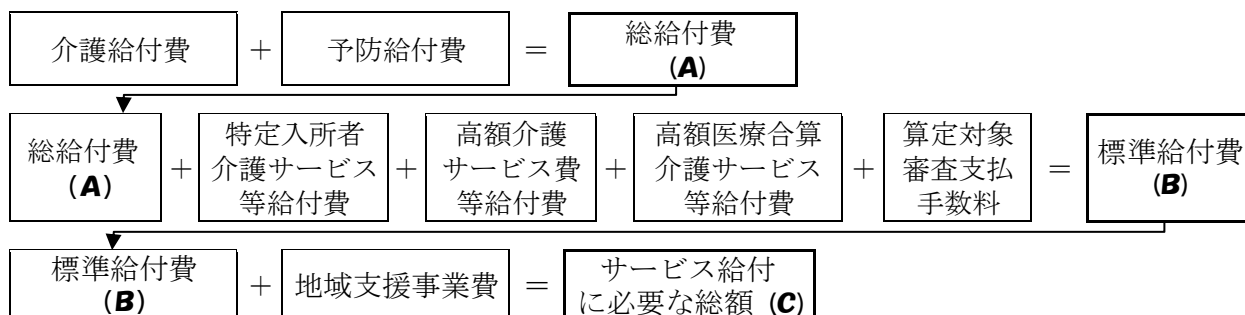 介護給付費 + 予防給付費 = 総給付費
(A)
総給付費
(A)
+
特定入所者
介護サービス
等給付費
+
高額介護
サービス費
等給付費
+
高額医療合算
介護サービス
等給付費
+
算定対象
審査支払
手数料
=
標準給付費
(B)
標準給付費
(B)
+
地域支援事業費
=
サービス給付
に必要な総額 (C)